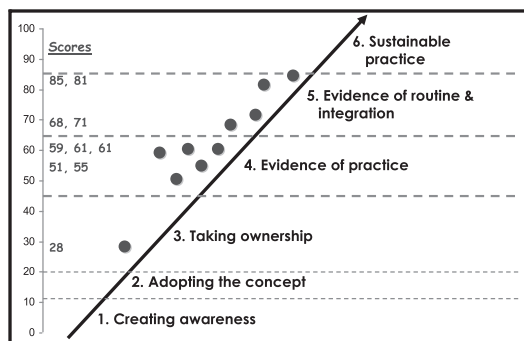 100
90
80
70
60
50
40
30
20
10
0
Scores
85, 81
68, 71
59, 61, 61
51, 55
28
6. Sustainable
practice
5. Evidence of routine &
integration
4. Evidence of practice
3. Taking ownership
2. Adopting the concept
1. Creating awareness